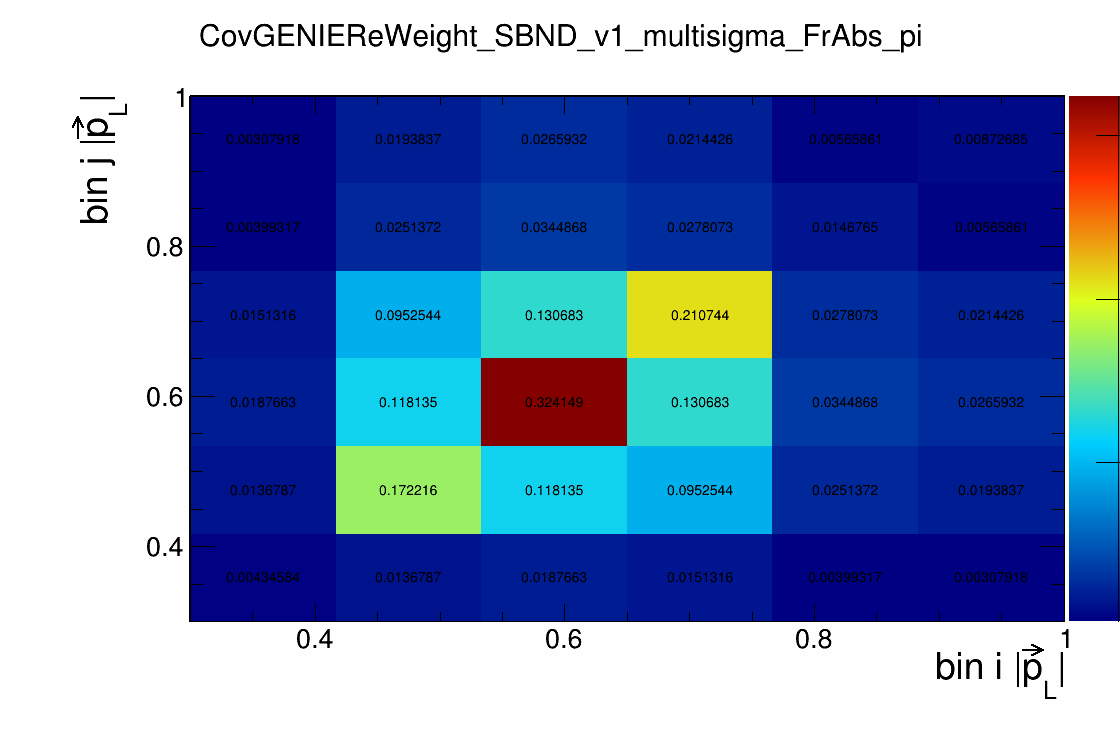 CovGENIEReWeight_SBND_v1_multisigma_FrAbs_pi
bin j |p_L|
1
0.8
0.6
0.4
0.00307918 0.0193837 0.0265932 0.0214426 0.00585861 0.00872685
0.00399317 0.0251372 0.0344868 0.0278073 0.0146765 0.00585861
0.0151316 0.0952544 0.130683 0.210744 0.0278073 0.0214426
0.0187663 0.118135 0.324149 0.130683 0.0344868 0.0265932
0.0136787 0.172216 0.118135 0.0952544 0.0251372 0.0193837
0.00434584 0.0136787 0.0187663 0.0151316 0.00399317 0.00307918
0.4 0.6 0.8 1
bin i |p_L|